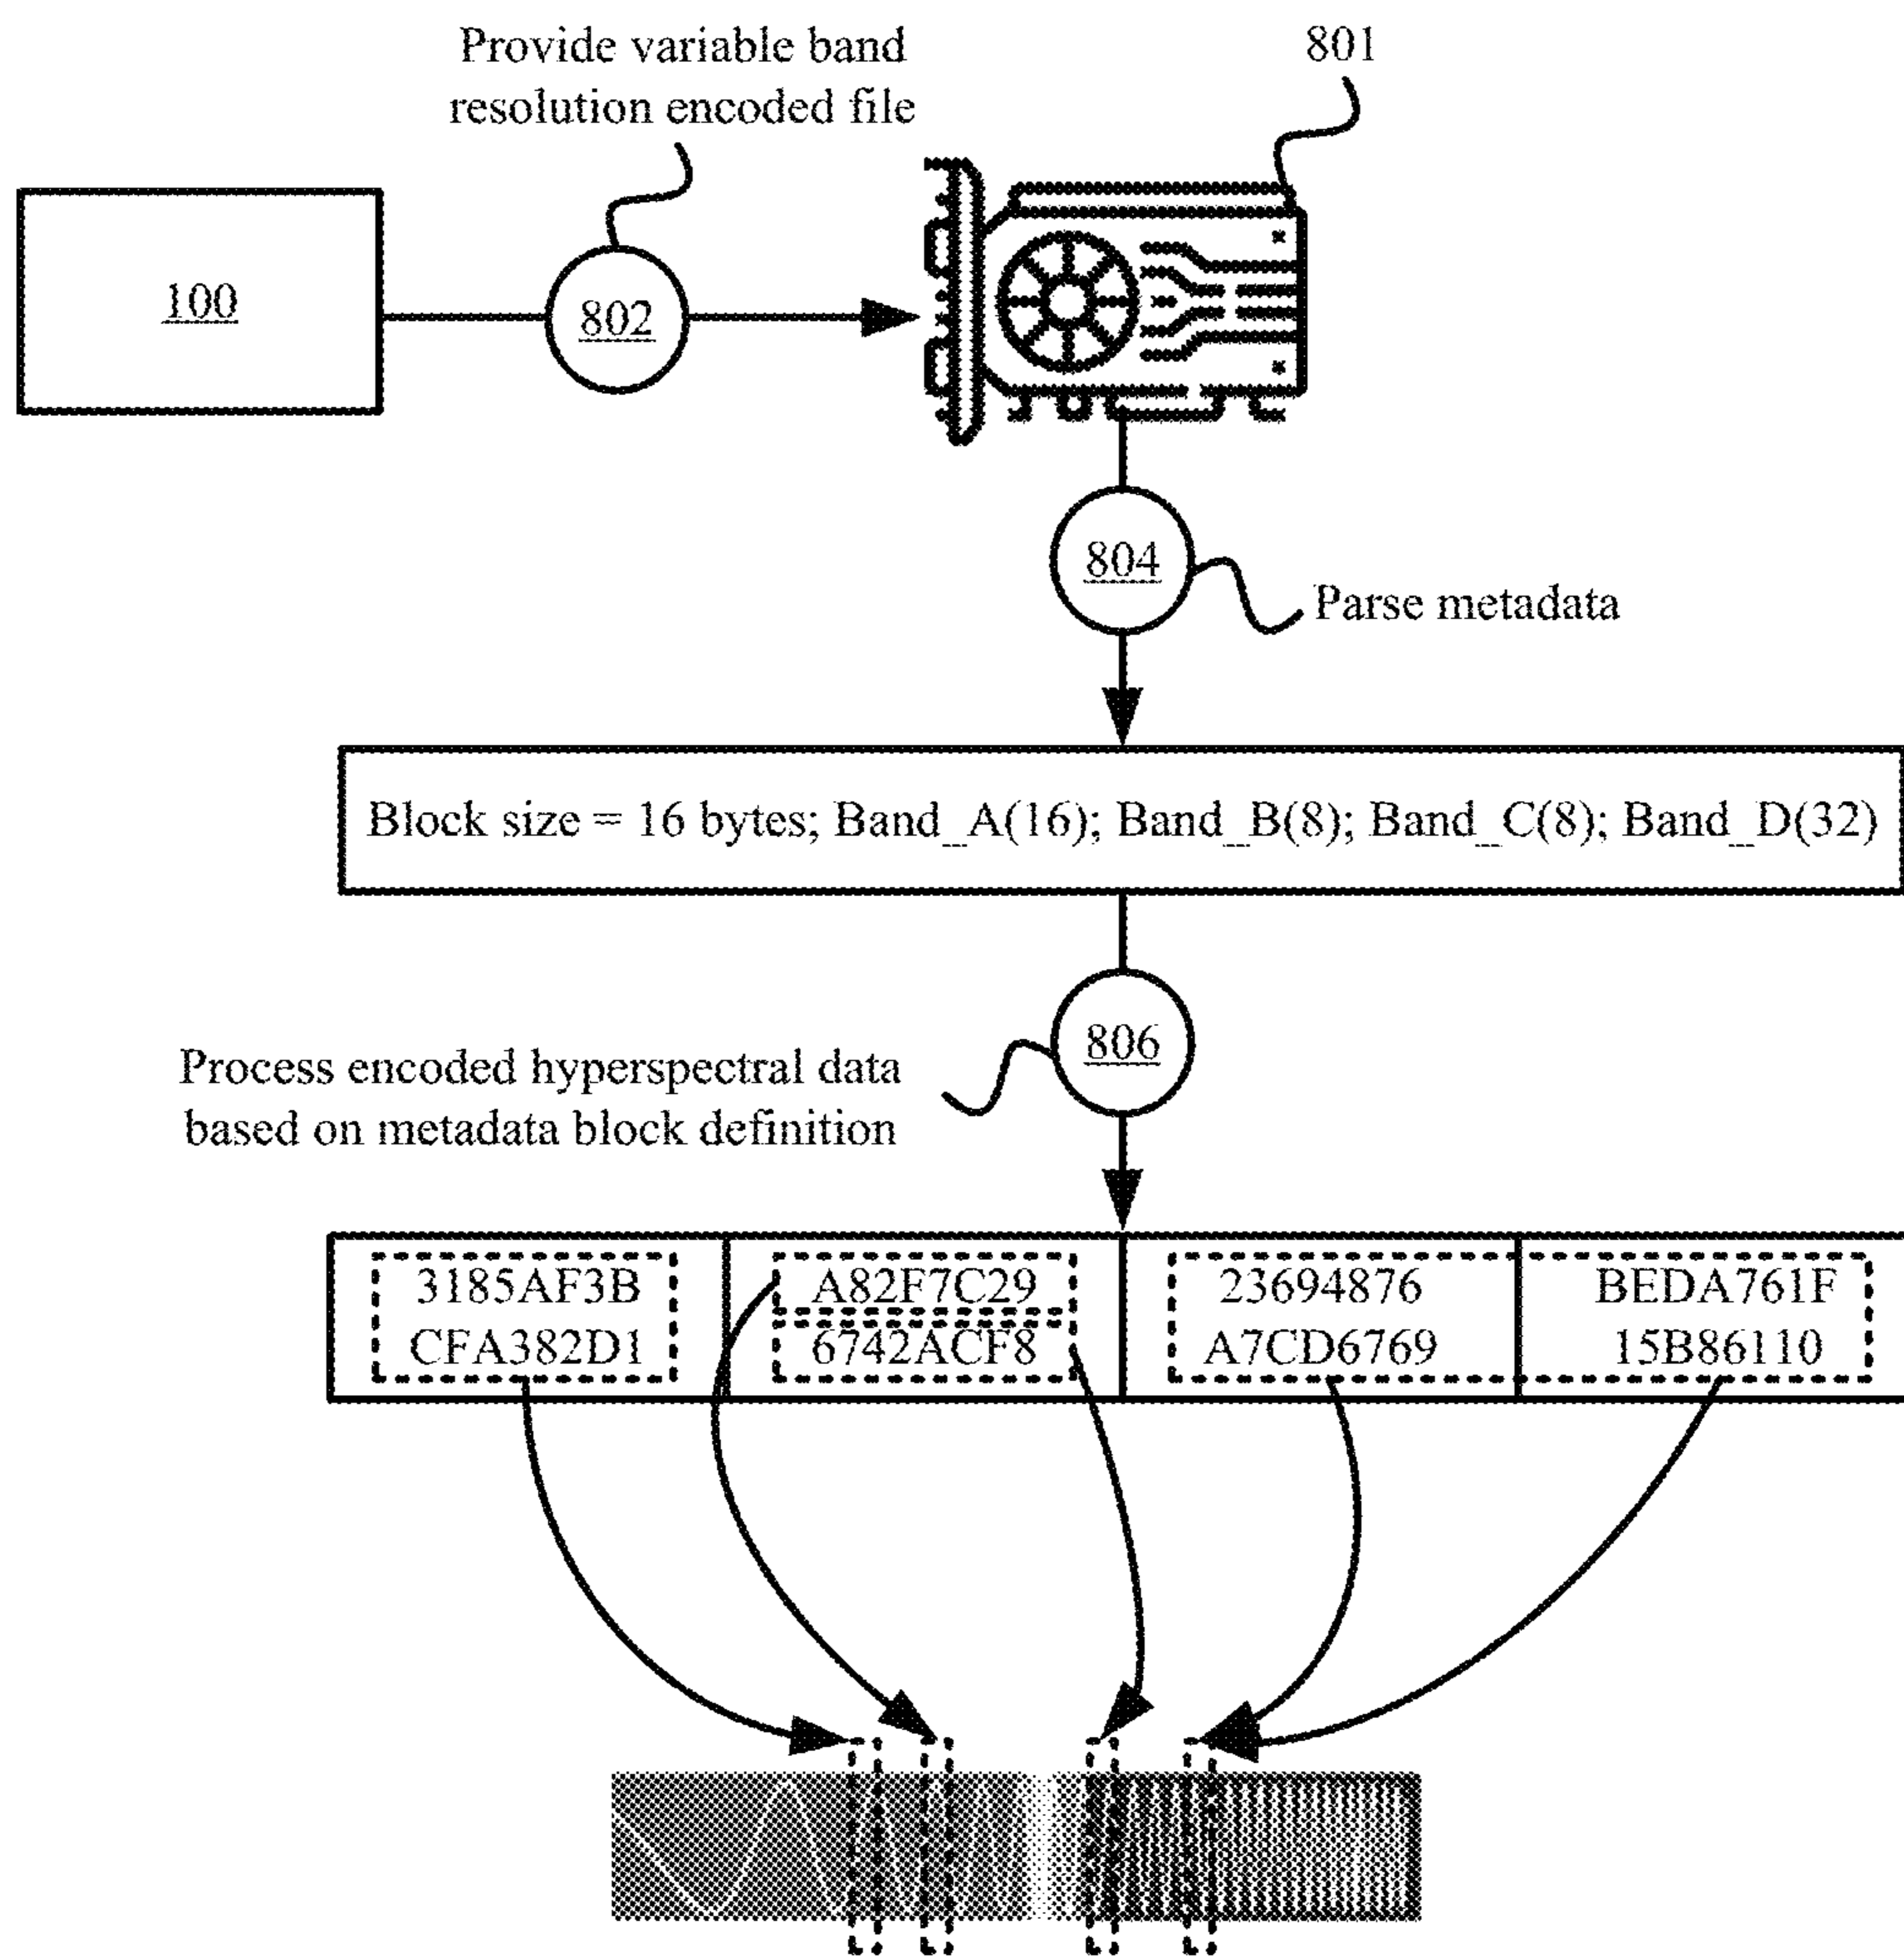 Provide variable band
resolution encoded file
801
100
802
804
Parse metadata
Block size = 16 bytes; Band_A(16); Band_B(8); Band_C(8); Band_D(32)
806
Process encoded hyperspectral data
based on metadata block definition
3185AF3B A82F7C29 23694876 BEDA761F
CFA382D1 6742ACF8 A7CD6769 15B86110